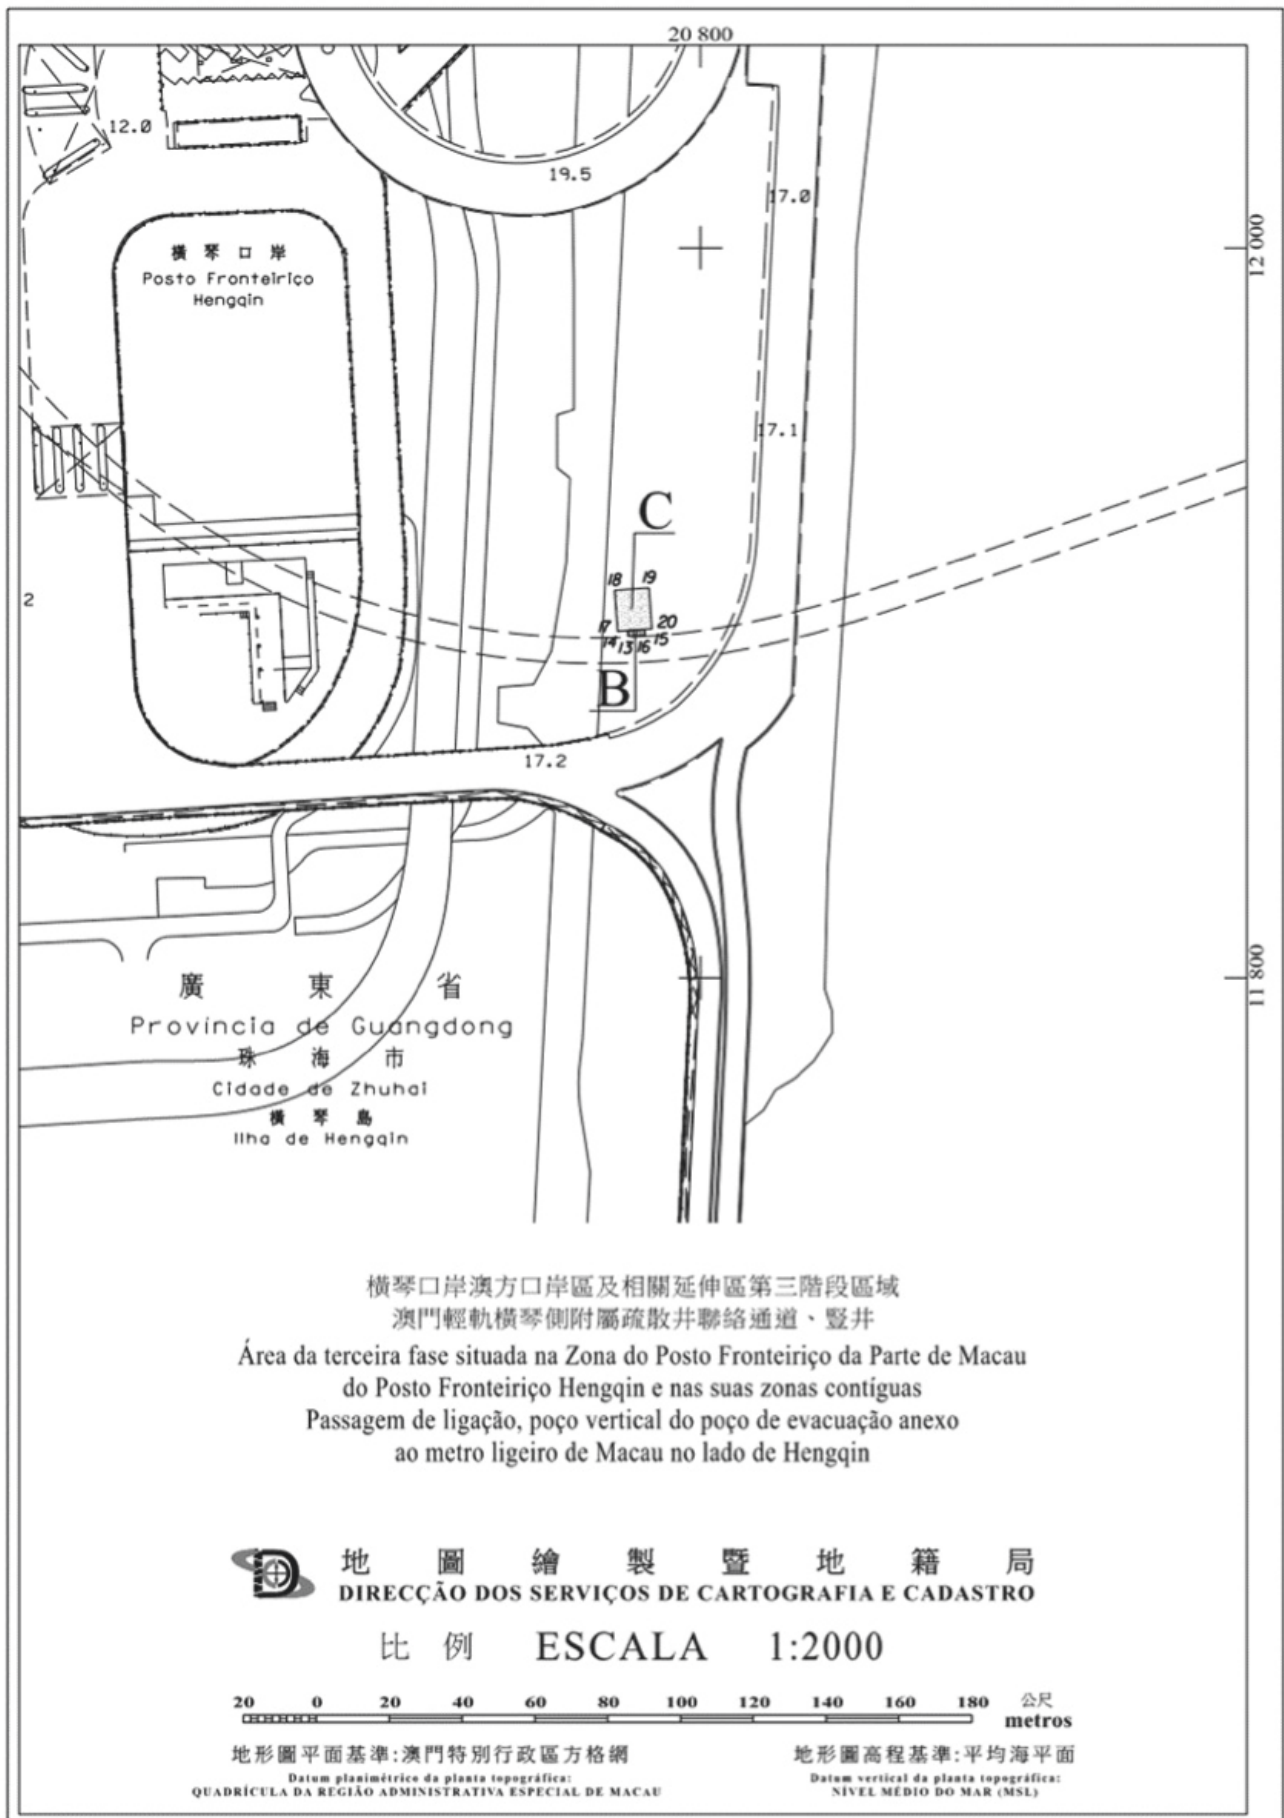 20 800
12.0
19.5
17.0
12 000
橫琴口岸
Posto Fronteiriço
Hengqin
17.1
C
18 19
2
17 20
14 13 16 15
B
17.2
11 800
廣東省
Província de Guangdong
珠海市
Cidade de Zhuhai
橫琴島
Ilha de Hengqin
橫琴口岸澳方口岸區及相關延伸區第三階段區域
澳門輕軌橫琴側附屬疏散井聯絡通道、豎井
Área da terceira fase situada na Zona do Posto Fronteiriço da Parte de Macau
do Posto Fronteiriço Hengqin e nas suas zonas contíguas
Passagem de ligação, poço vertical do poço de evacuação anexo
ao metro ligeiro de Macau no lado de Hengqin
地圖繪製暨地籍局
DIRECÇÃO DOS SERVIÇOS DE CARTOGRAFIA E CADASTRO
比例 ESCALA 1:2000
20 0 20 40 60 80 100 120 140 160 180 公尺
metros
地形圖平面基準:澳門特別行政區方格網 地形圖高程基準:平均海平面
Datum planimétrico da planta topográfica: Datum vertical da planta topográfica:
QUADRÍCULA DA REGIÃO ADMINISTRATIVA ESPECIAL DE MACAU NÍVEL MÉDIO DO MAR (MSL)